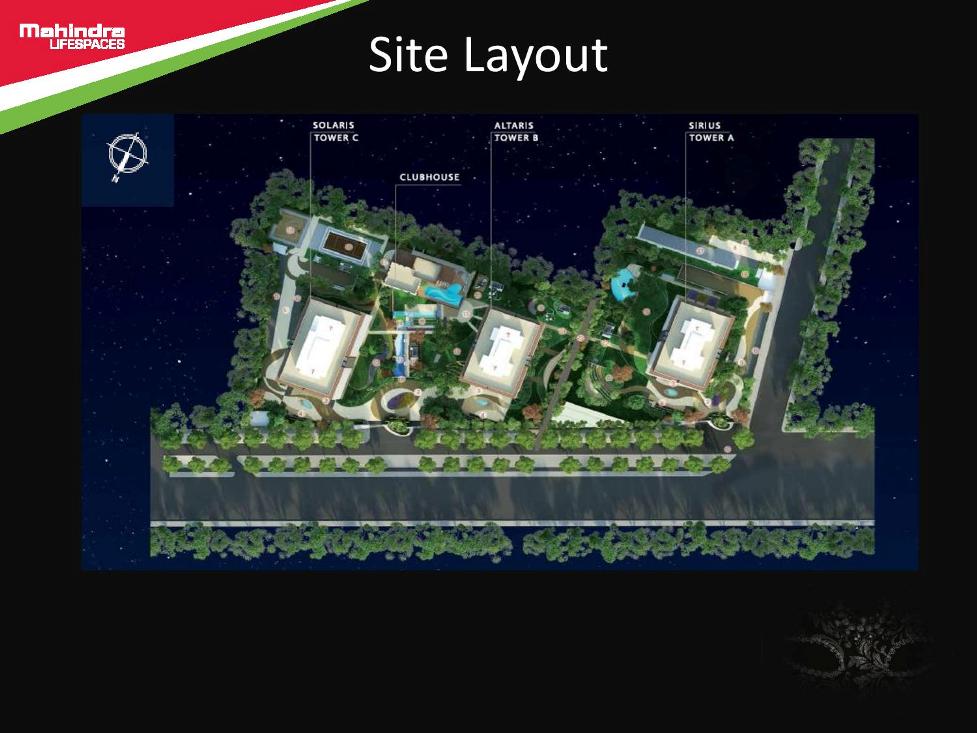 Mahindra
LIFESPACES
Site Layout
SOLARIS
TOWER C
ALTARIS
TOWER B
SIRIUS
TOWER A
CLUBHOUSE
N